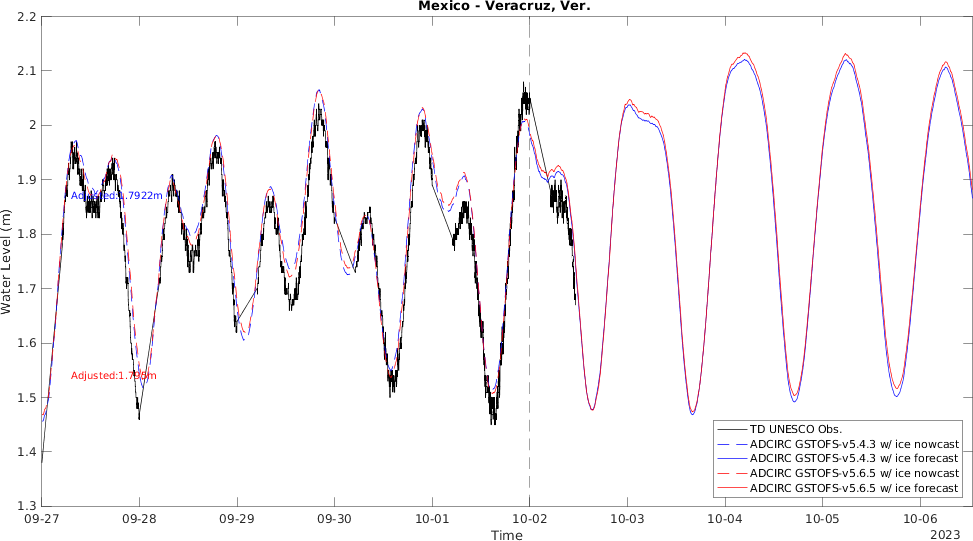 Mexico - Veracruz, Ver.
2.2
2.1
2
1.9
1.8
1.7
1.6
1.5
1.4
1.3
Water Level (m)
Adjusted:1.7922m
Adjusted:1.795m
TD UNESCO Obs.
ADCIRC GSTOFS-v5.4.3 w/ ice nowcast
ADCIRC GSTOFS-v5.4.3 w/ ice forecast
ADCIRC GSTOFS-v5.6.5 w/ ice nowcast
ADCIRC GSTOFS-v5.6.5 w/ ice forecast
09-27 09-28 09-29 09-30 10-01 10-02 10-03 10-04 10-05 10-06
Time
2023